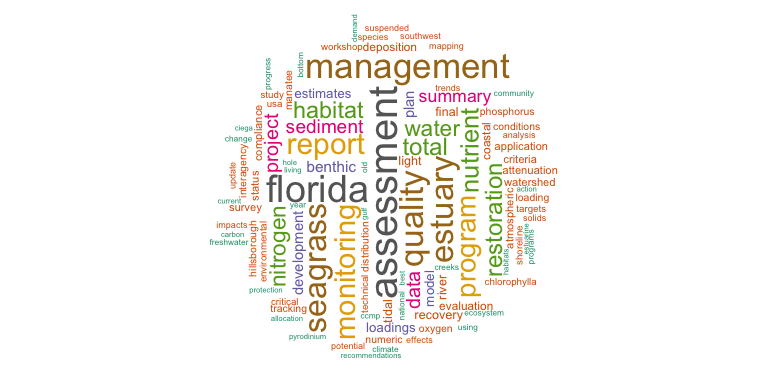 demand
suspended
species
southwest
workshop
deposition
mapping
bottom
management
progress
trends
study
estimates
manatee
usa
habitat
assessment
plan
summary
community
final
phosphorus
ciega
change
compliance
project
sediment
report
water
total
nutrient
coastal
conditions
analysis
application
interagency
hole
living
benthic
old
light
criteria
attenuation
update
status
florida
quality
estuary
program
restoration
watershed
action
loading
current
survey
year
gulf
atmospheric
targets
solids
impacts
carbon
freshwater
hillsborough
environmental
nitrogen
development
seagrass
monitoring
distribution
technical
shoreline
estuarine
programs
habitats
protection
creeks
best
national
data
model
river
chlorophylla
critical
tracking
allocation
ccmp
tidal
evaluation
recovery
ecosystem
pyrodinium
loadings
oxygen
using
numeric
effects
potential
climate
recommendations